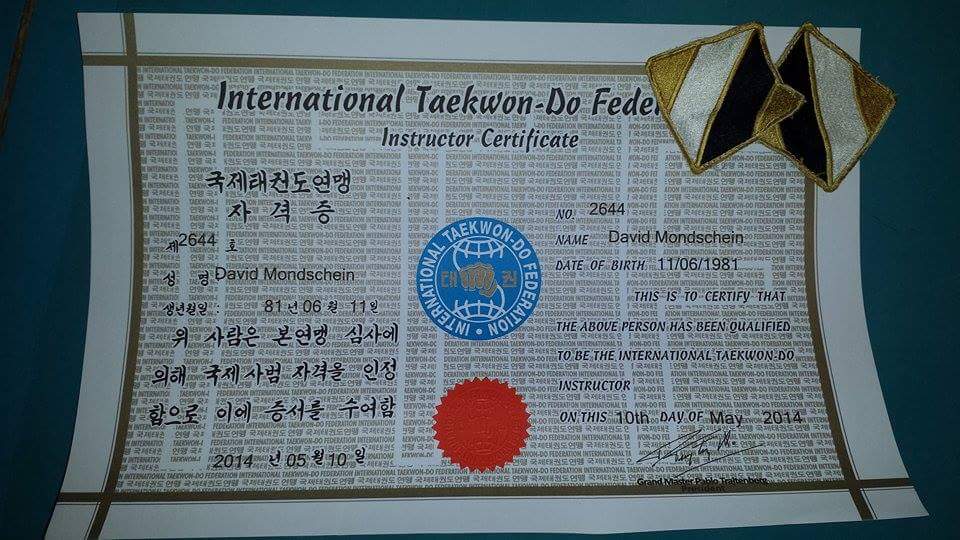 International Taekwon-Do Feder
Instructor Certificate
국제태권도연맹
자격증
제2644 호
성 명 David Mondschein
생년월일 : 81 년 06 월 11 일
위 사람은 본연맹 심사에
의해 국제사범 자격을 인정
함으로 이에 증서를 수여함
2014 년 05 월 10 일
INTERNATIONAL TAEKWON-DO FEDERATION
태 권
NO. 2644
NAME David Mondschein
DATE OF BIRTH 11/06/1981
THIS IS TO CERTIFY THAT
THE ABOVE PERSON HAS BEEN QUALIFIED
TO BE THE INTERNATIONAL TAEKWON-DO
INSTRUCTOR
ON THIS 10th DAY OF May 2014
Grand Master Pablo Trajtenberg
President